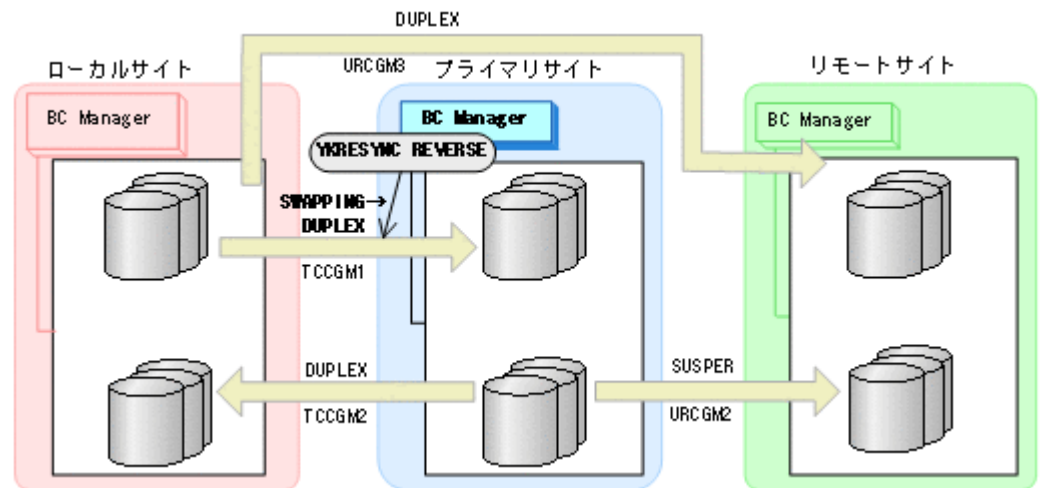 DUPLEX
URCGM3
ローカルサイト
プライマリサイト
リモートサイト
BC Manager
BC Manager
BC Manager
YKRESYNC REVERSE
SWAPPING→
DUPLEX
TCCGM1
DUPLEX
TCCGM2
SUSPER
URCGM2